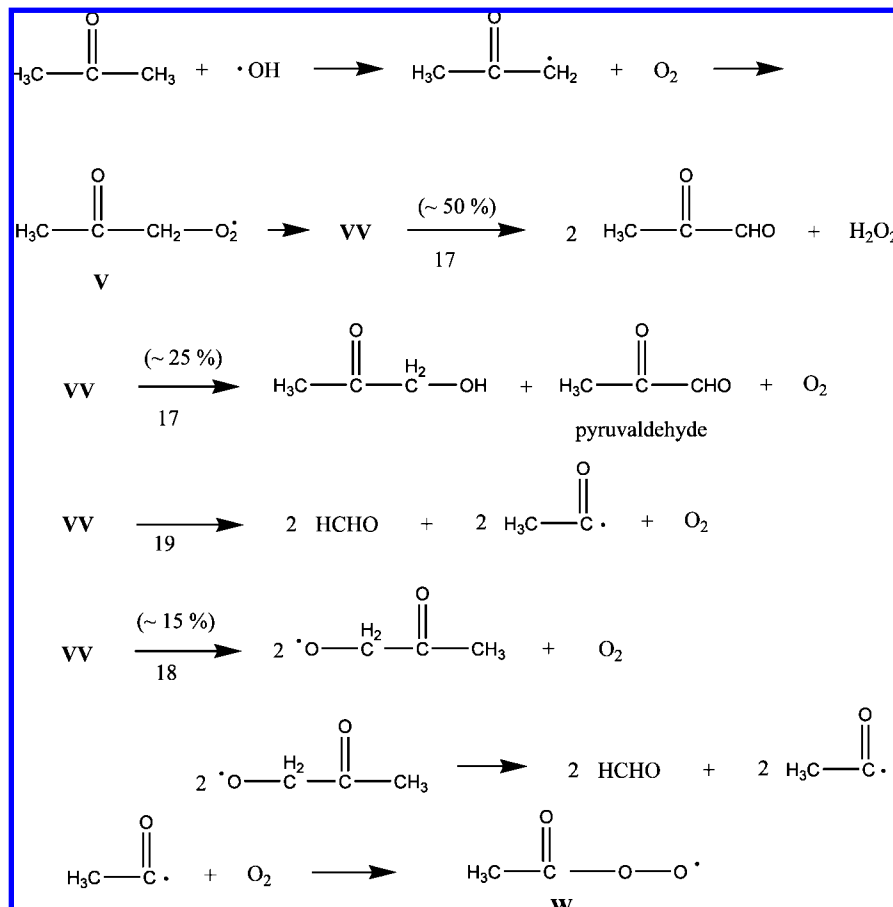 O O
H₃C C CH₃ + •OH H₃C C ĊH₂ + O₂
O O
(~ 50 %)
H₃C C CH₂ O₂• VV 2 H₃C C CHO + H₂O₂
V 17
O O
(~ 25 %) H₂
VV H₃C C C OH + H₃C C CHO + O₂
17 pyruvaldehyde
O
VV 2 HCHO + 2 H₃C C• + O₂
19
O
(~ 15 %) H₂
VV 2 •O C C CH₃ + O₂
18
O O
H₂
2 •O C C CH₃ 2 HCHO + 2 H₃C C•
O O
H₃C C• + O₂ H₃C C O O•
W